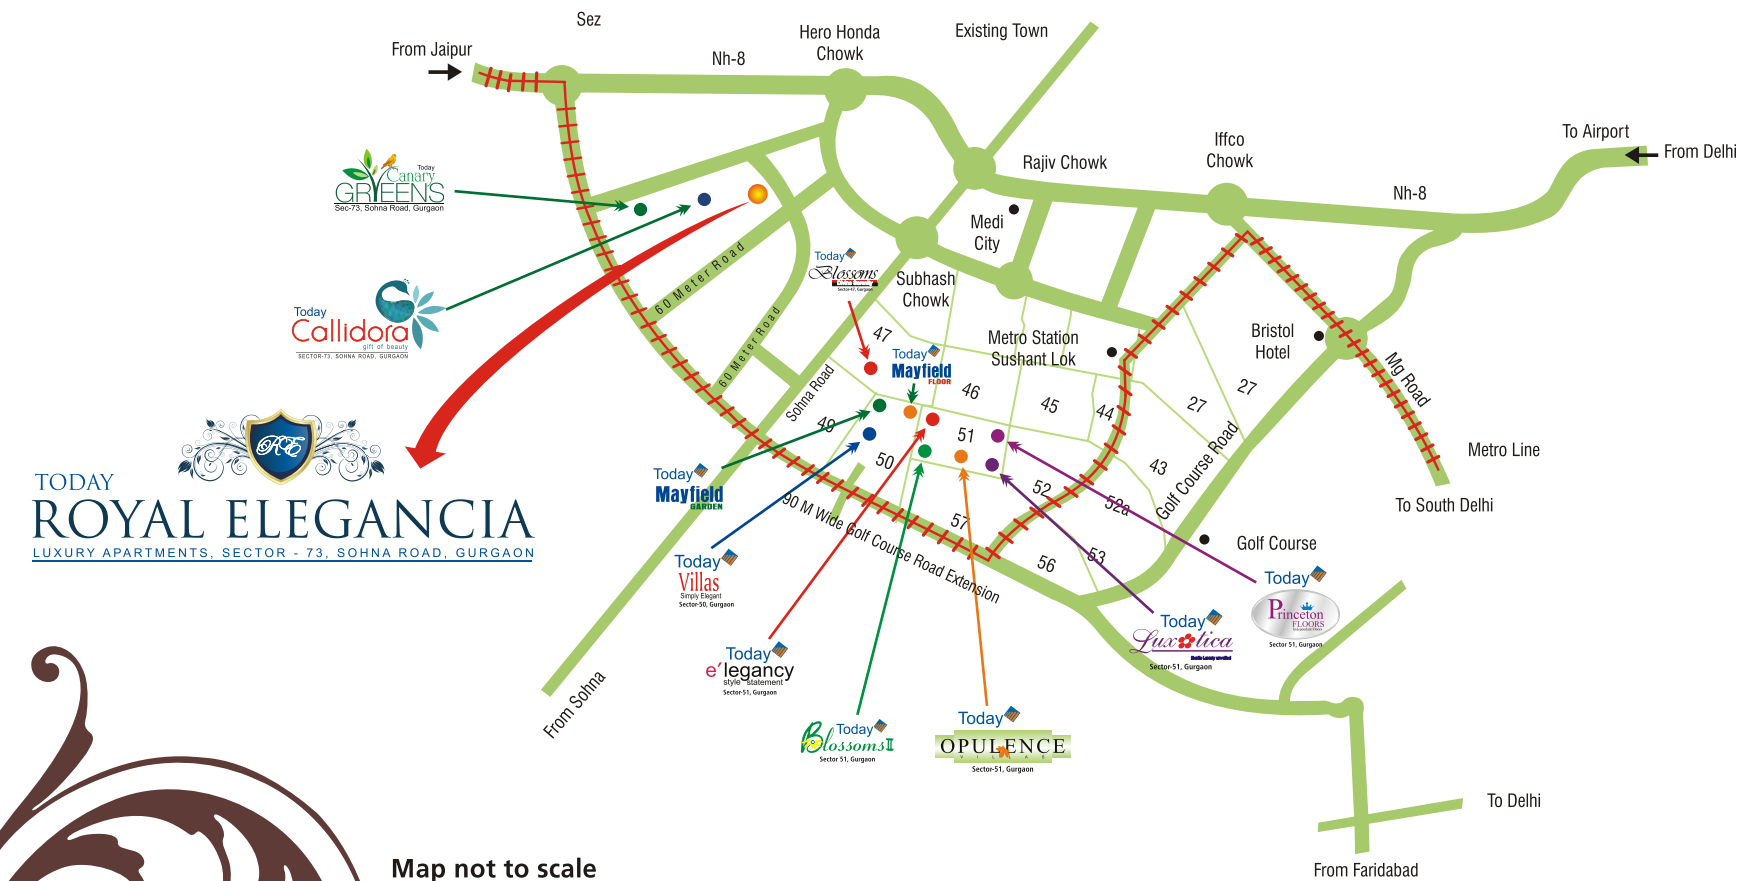 Sez
From Jaipur
Nh-8
Hero Honda
Chowk
Existing Town
To Airport
From Delhi
Iffco
Chowk
Rajiv Chowk
Nh-8
Today
Canary
GREENS
Sec-73, Sohna Road, Gurgaon
Medi
City
60 Meter Road
Today
Blossoms
Sector-47, Gurgaon
Subhash
Chowk
Today
Callidora
gift of beauty
SECTOR-73, SOHNA ROAD, GURGAON
60 Meter Road
47
Metro Station
Sushant Lok
Bristol
Hotel
Today
Mayfield
FLOOR
Mg Road
Sohna Road
46
45
44
27
27
49
51
50
43
Golf Course Road
Metro Line
RE
TODAY
ROYAL ELEGANCIA
LUXURY APARTMENTS, SECTOR - 73, SOHNA ROAD, GURGAON
Today
Mayfield
GARDEN
52
52a
To South Delhi
90 M Wide Golf Course Road Extension
57
56
53
Golf Course
Today
Villas
Simply Elegant
Sector-50, Gurgaon
Today
Princeton
FLOORS
Independent Floors
Sector 51, Gurgaon
Today
Luxotica
Sector-51, Gurgaon
Today
e'legancy
style statement
Sector-51, Gurgaon
From Sohna
Today
Blossoms II
Sector 51, Gurgaon
Today
OPULENCE
VILLAS
Sector-51, Gurgaon
To Delhi
From Faridabad
Map not to scale